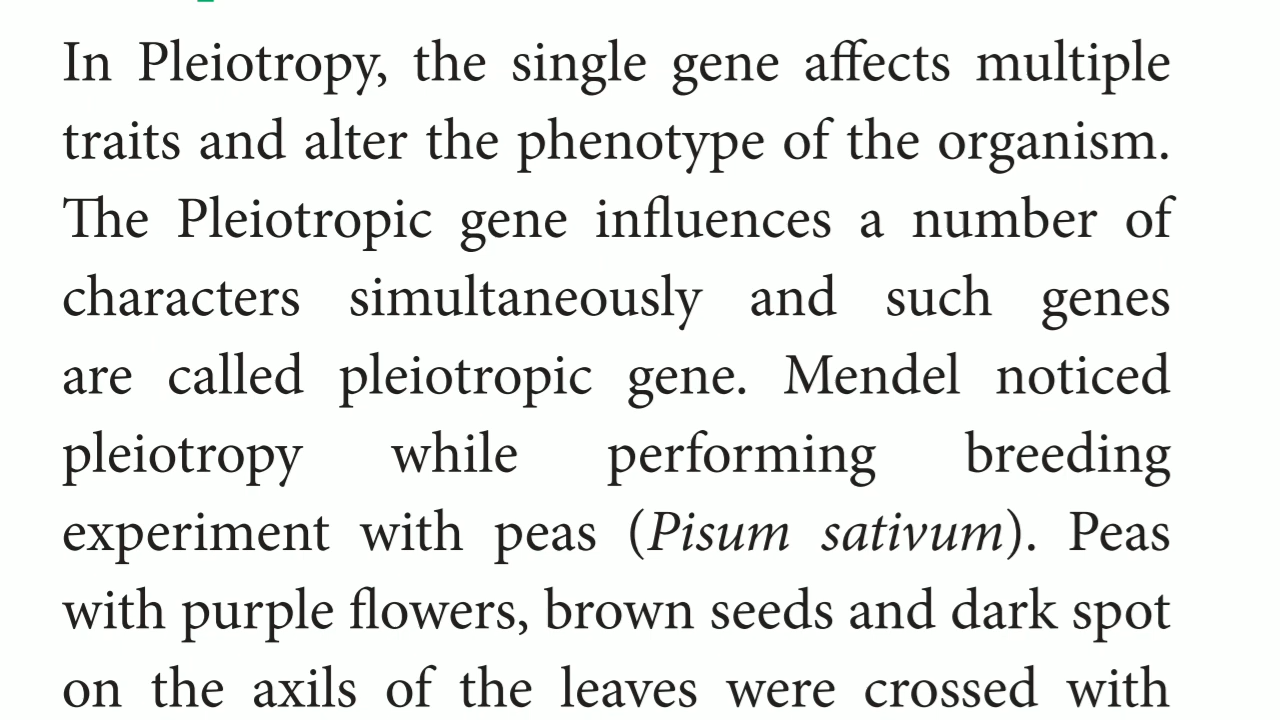 In Pleiotropy, the single gene affects multiple
traits and alter the phenotype of the organism.
The Pleiotropic gene influences a number of
characters simultaneously and such genes
are called pleiotropic gene. Mendel noticed
pleiotropy while performing breeding
experiment with peas (Pisum sativum). Peas
with purple flowers, brown seeds and dark spot
on the axils of the leaves were crossed with